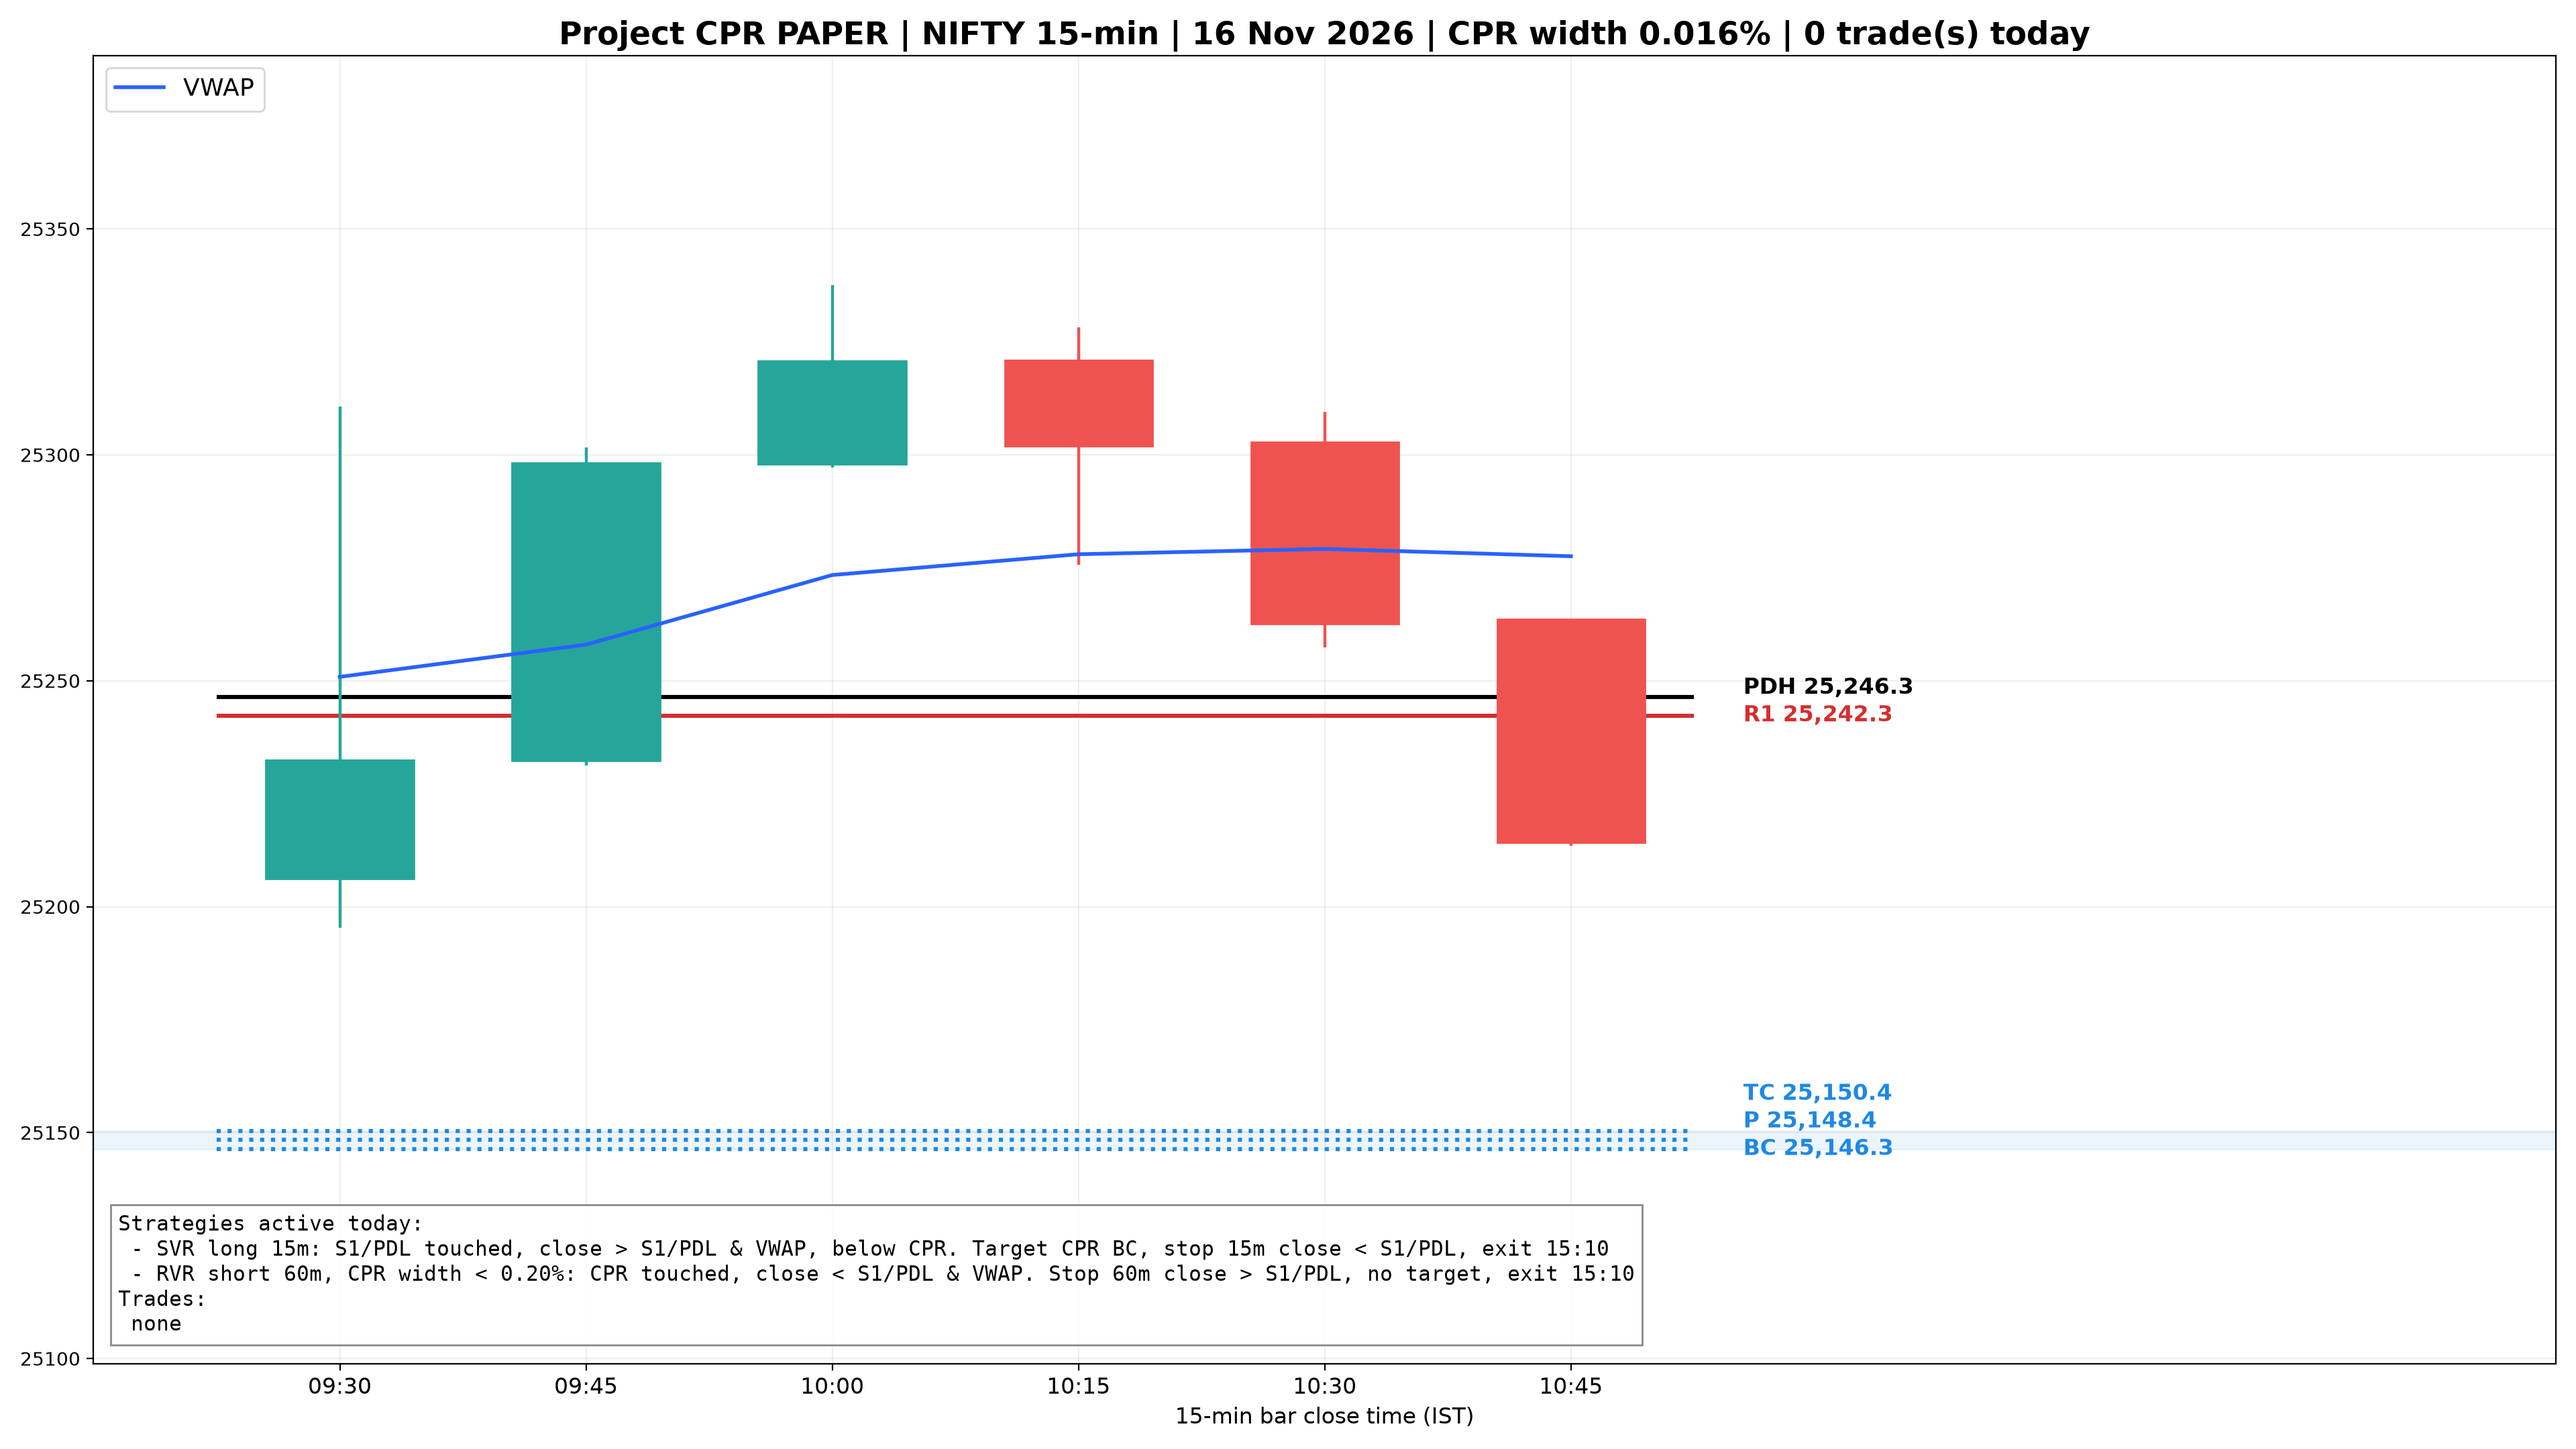 Project CPR PAPER | NIFTY 15-min | 16 Nov 2026 | CPR width 0.016% | 0 trade(s) today
VWAP
25350
25300
25250
25200
25150
25100
PDH 25,246.3
R1 25,242.3
TC 25,150.4
P 25,148.4
BC 25,146.3
Strategies active today:
- SVR long 15m: S1/PDL touched, close > S1/PDL & VWAP, below CPR. Target CPR BC, stop 15m close < S1/PDL, exit 15:10
- RVR short 60m, CPR width < 0.20%: CPR touched, close < S1/PDL & VWAP. Stop 60m close > S1/PDL, no target, exit 15:10
Trades:
none
09:30 09:45 10:00 10:15 10:30 10:45
15-min bar close time (IST)